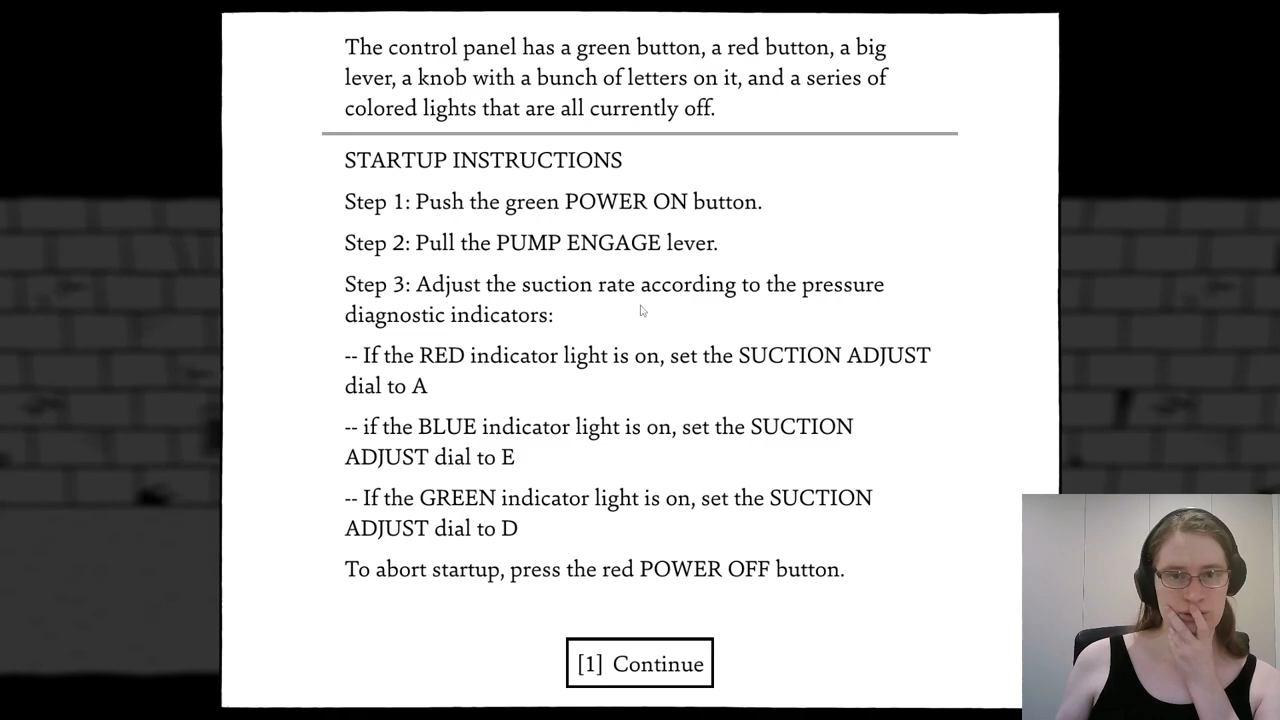 The control panel has a green button, a red button, a big
lever, a knob with a bunch of letters on it, and a series of
colored lights that are all currently off.
STARTUP INSTRUCTIONS
Step 1: Push the green POWER ON button.
Step 2: Pull the PUMP ENGAGE lever.
Step 3: Adjust the suction rate according to the pressure
diagnostic indicators:
-- If the RED indicator light is on, set the SUCTION ADJUST
dial to A
-- if the BLUE indicator light is on, set the SUCTION
ADJUST dial to E
-- If the GREEN indicator light is on, set the SUCTION
ADJUST dial to D
To abort startup, press the red POWER OFF button.
[1] Continue